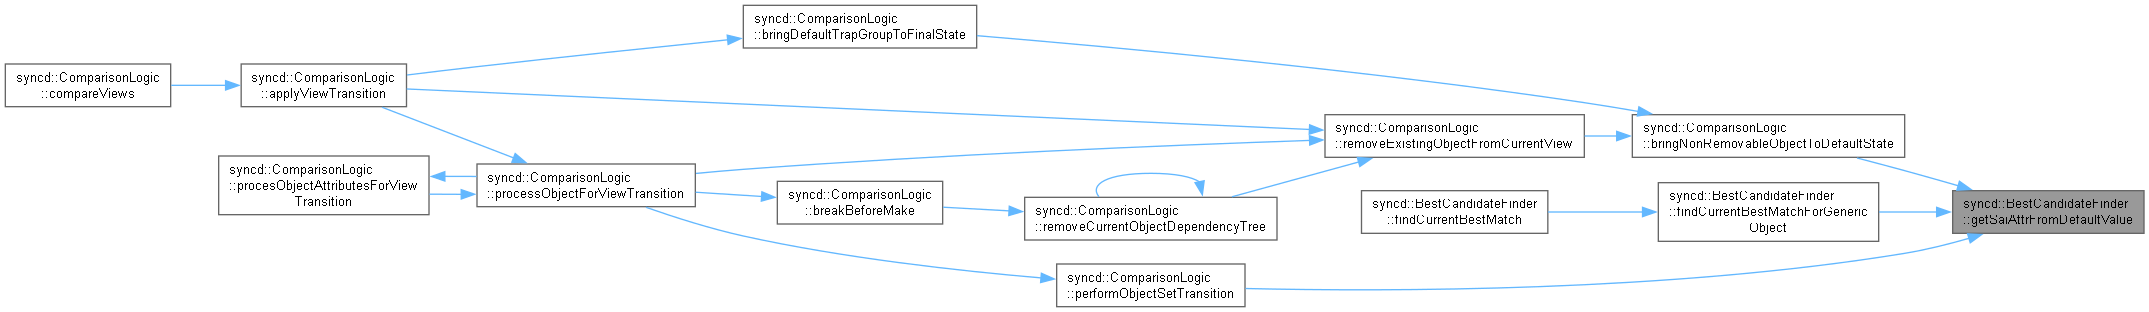 syncd::ComparisonLogic
::bringDefaultTrapGroupToFinalState
syncd::ComparisonLogic
::compareViews
syncd::ComparisonLogic
::applyViewTransition
syncd::ComparisonLogic
::removeExistingObjectFromCurrentView
syncd::ComparisonLogic
::bringNonRemovableObjectToDefaultState
syncd::ComparisonLogic
::procesObjectAttributesForView
Transition
syncd::ComparisonLogic
::processObjectForViewTransition
syncd::ComparisonLogic
::breakBeforeMake
syncd::ComparisonLogic
::removeCurrentObjectDependencyTree
syncd::BestCandidateFinder
::findCurrentBestMatch
syncd::BestCandidateFinder
::findCurrentBestMatchForGeneric
Object
syncd::BestCandidateFinder
::getSaiAttrFromDefaultValue
syncd::ComparisonLogic
::performObjectSetTransition